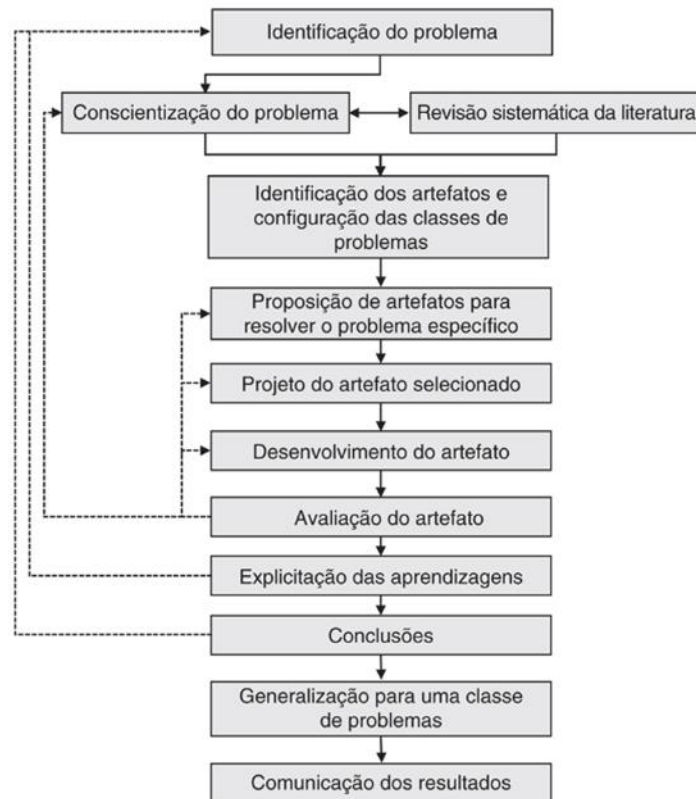 Identificação do problema
Conscientização do problema
Revisão sistemática da literatura
Identificação dos artefatos e
configuração das classes de
problemas
Proposição de artefatos para
resolver o problema específico
Projeto do artefato selecionado
Desenvolvimento do artefato
Avaliação do artefato
Explicitação das aprendizagens
Conclusões
Generalização para uma classe
de problemas
Comunicação dos resultados